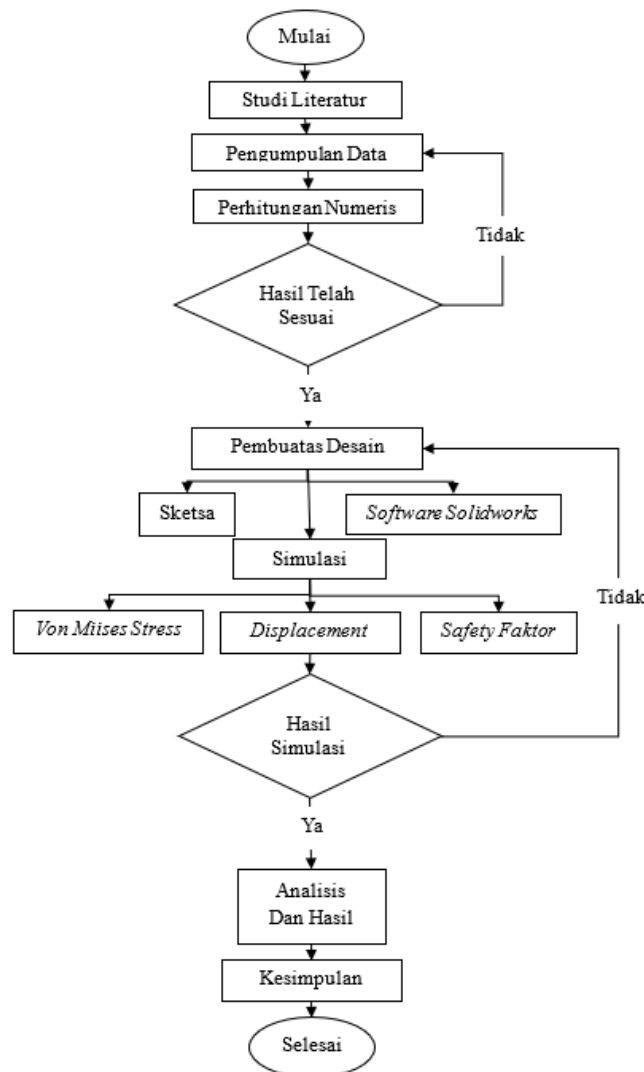 Mulai
Studi Literatur
Pengumpulan Data
Perhitungan Numeris
Tidak
Hasil Telah
Sesuai
Ya
Pembuatas Desain
Sketsa
Software Solidworks
Simulasi
Tidak
Von Miises Stress
Displacement
Safety Faktor
Hasil
Simulasi
Ya
Analisis
Dan Hasil
Kesimpulan
Selesai